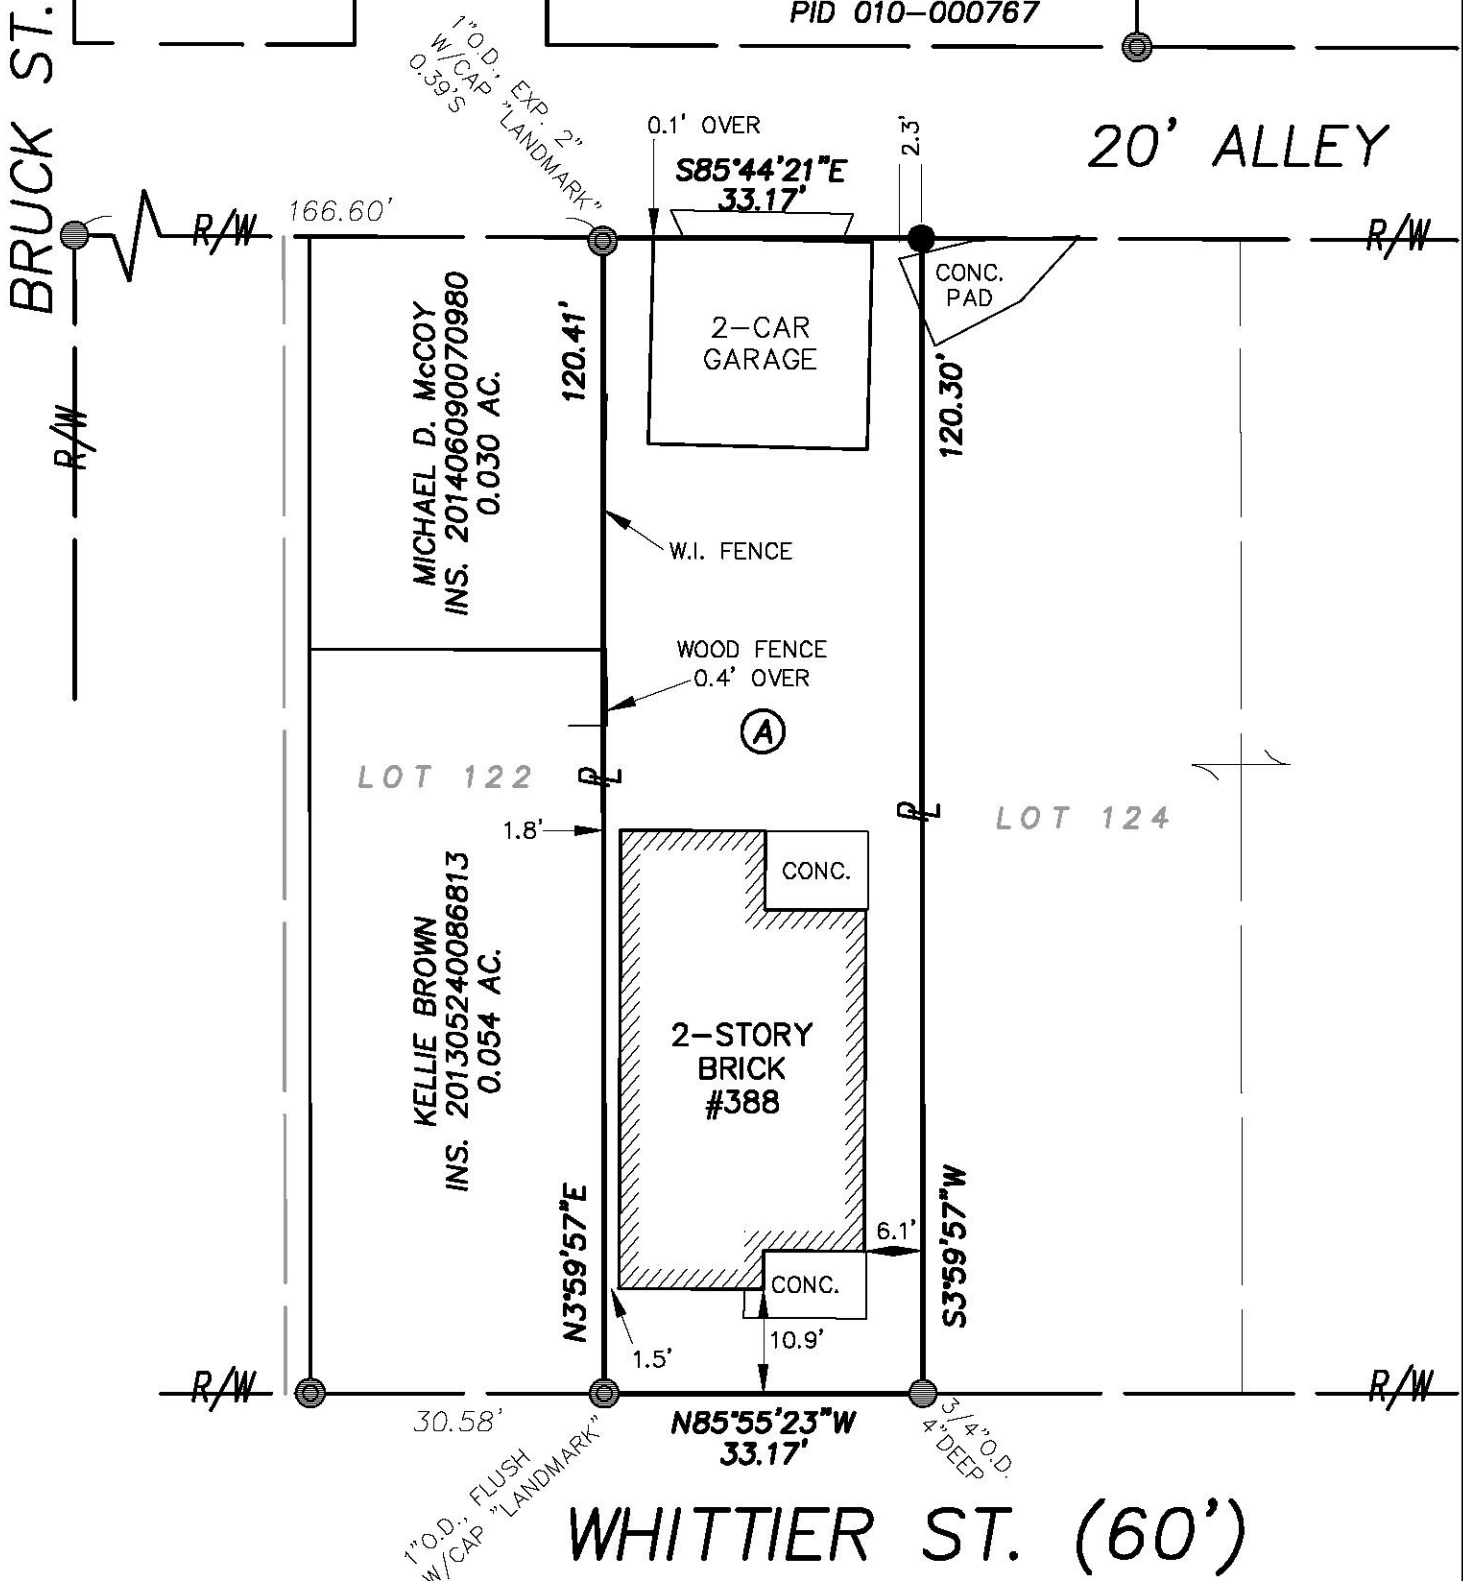 PID 010-000767
BRUCK ST.
1"O.D., EXP. 2"
W/CAP "LANDMARK"
0.39'S
0.1' OVER
2.3'
20' ALLEY
S85°44'21"E
33.17'
166.60'
R/W
R/W
R/W
CONC.
PAD
2-CAR
GARAGE
MICHAEL D. McCOY
INS. 201406090070980
0.030 AC.
120.41'
120.30'
W.I. FENCE
WOOD FENCE
0.4' OVER
A
LOT 122
PL
PL
LOT 124
1.8'
CONC.
KELLIE BROWN
INS. 201305240086813
0.054 AC.
2-STORY
BRICK
#388
N3°59'57"E
S3°59'57"W
6.1'
CONC.
10.9'
1.5'
R/W
R/W
30.58'
N85°55'23"W
33.17'
3/4"O.D.
4"DEEP
1"O.D., FLUSH
W/CAP "LANDMARK"
WHITTIER ST. (60')